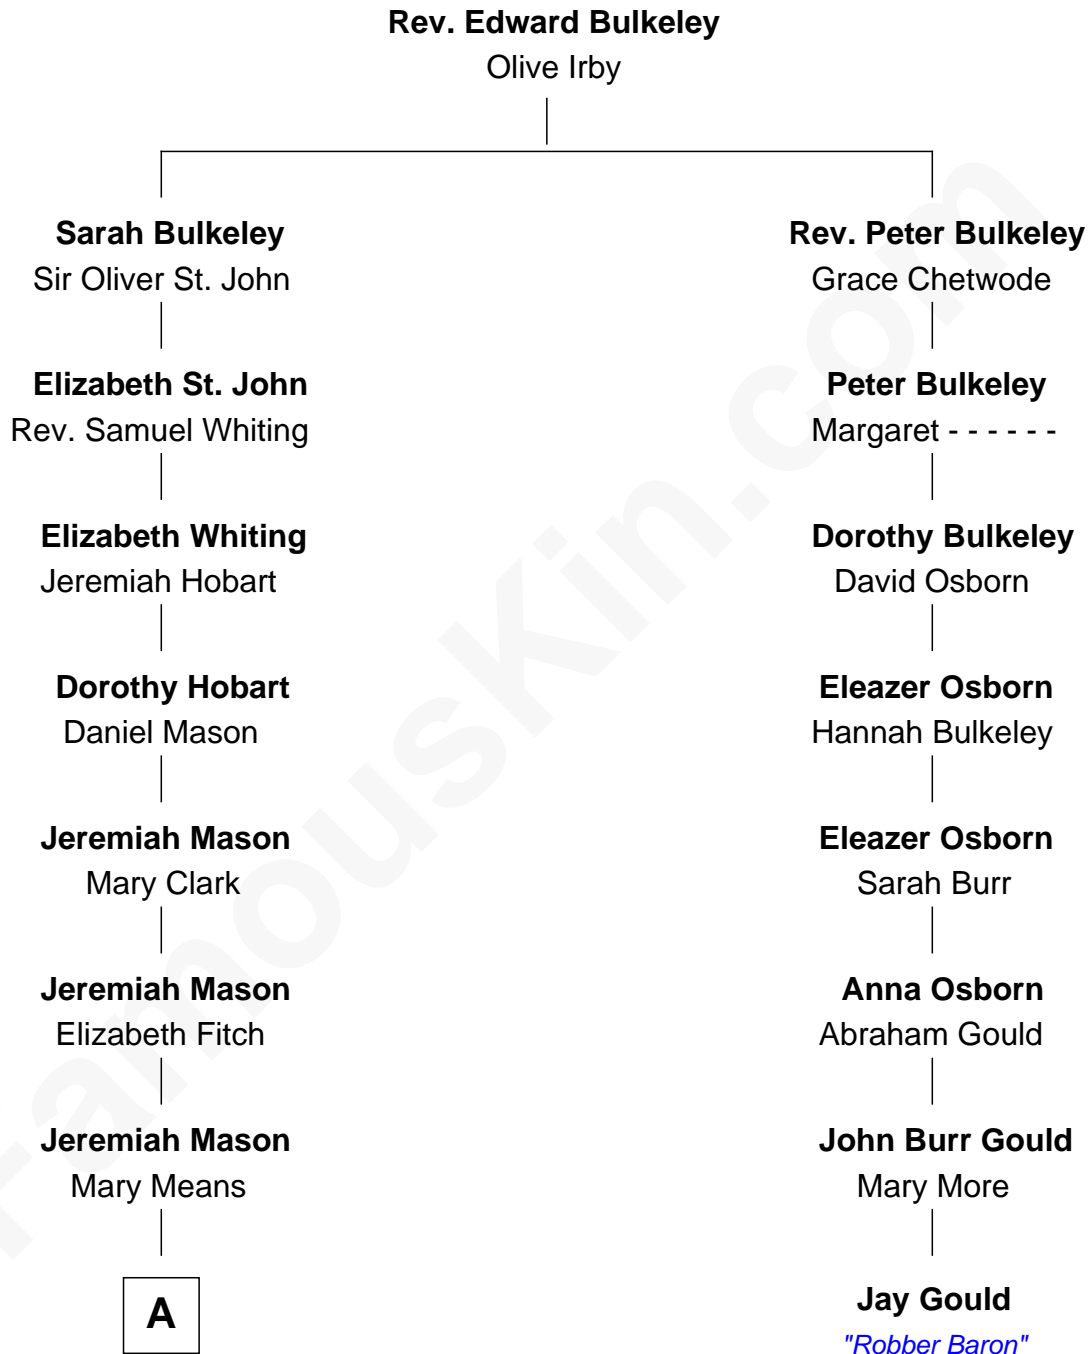 Rev. Edward Bulkeley
Olive Irby
Sarah Bulkeley
Sir Oliver St. John
Rev. Peter Bulkeley
Grace Chetwode
Elizabeth St. John
Rev. Samuel Whiting
Peter Bulkeley
Margaret - - - - - -
Elizabeth Whiting
Jeremiah Hobart
Dorothy Bulkeley
David Osborn
Dorothy Hobart
Daniel Mason
Eleazer Osborn
Hannah Bulkeley
Jeremiah Mason
Mary Clark
Eleazer Osborn
Sarah Burr
Jeremiah Mason
Elizabeth Fitch
Anna Osborn
Abraham Gould
Jeremiah Mason
Mary Means
John Burr Gould
Mary More
A
Jay Gould
"Robber Baron"
FamousKin.com